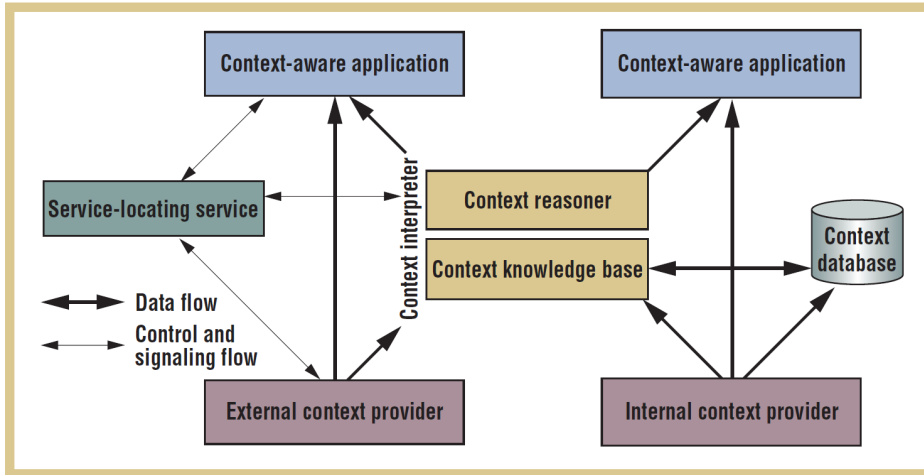 Context-aware application
Context-aware application
Service-locating service
Context interpreter
Context reasoner
Context knowledge base
Context
database
Data flow
Control and
signaling flow
External context provider
Internal context provider